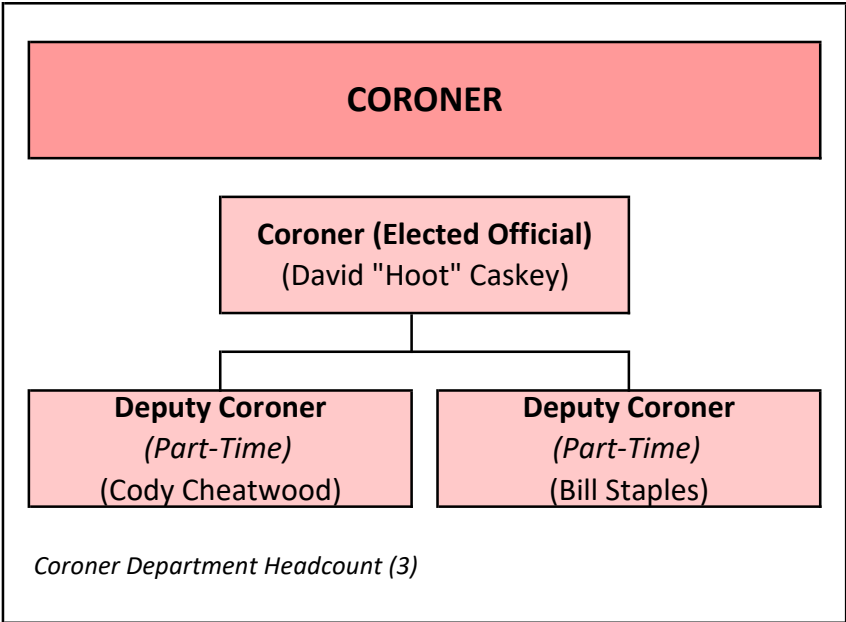 CORONER
Coroner (Elected Official)
(David "Hoot" Caskey)
Deputy Coroner
(Part-Time)
(Cody Cheatwood)
Deputy Coroner
(Part-Time)
(Bill Staples)
Coroner Department Headcount (3)